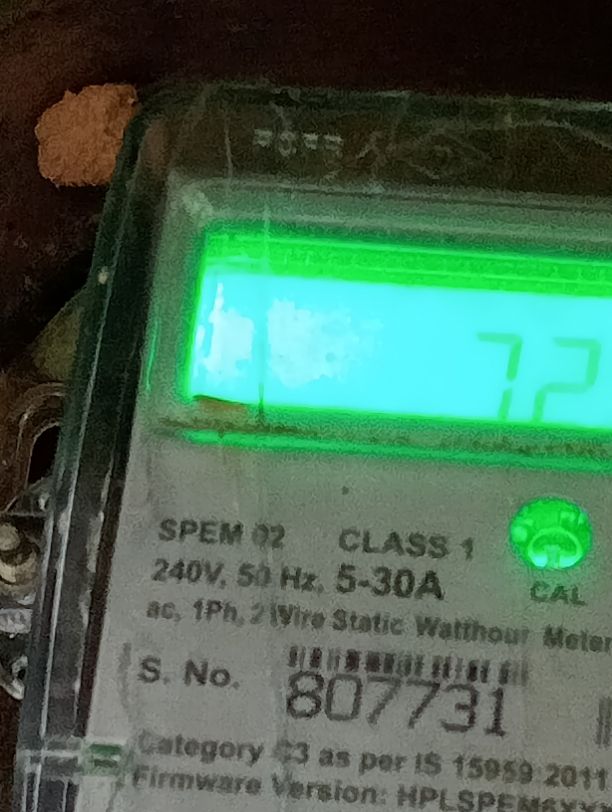 72
SPEM 02 CLASS 1
240V, 50 Hz, 5-30A
CAL
ac, 1Ph, 2 Wire Static Watthour Meter
S. No.
807731
Category C3 as per IS 15959:2011
Firmware Version: